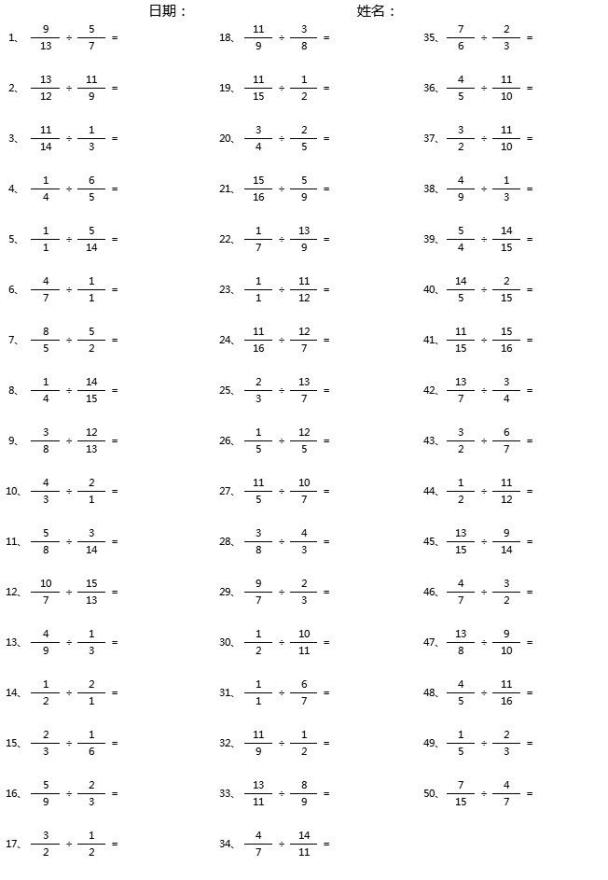 日期： 姓名：
1、 9/13 ÷ 5/7 =
2、 13/12 ÷ 11/9 =
3、 11/14 ÷ 1/3 =
4、 1/4 ÷ 6/5 =
5、 1/1 ÷ 5/14 =
6、 4/7 ÷ 1/1 =
7、 8/5 ÷ 5/2 =
8、 1/4 ÷ 14/15 =
9、 3/8 ÷ 12/13 =
10、 4/3 ÷ 2/1 =
11、 5/8 ÷ 3/14 =
12、 10/7 ÷ 15/13 =
13、 4/9 ÷ 1/3 =
14、 1/2 ÷ 2/1 =
15、 2/3 ÷ 1/6 =
16、 5/9 ÷ 2/3 =
17、 3/2 ÷ 1/2 =
18、 11/9 ÷ 3/8 =
19、 11/15 ÷ 1/2 =
20、 3/4 ÷ 2/5 =
21、 15/16 ÷ 5/9 =
22、 1/7 ÷ 13/9 =
23、 1/1 ÷ 11/12 =
24、 11/16 ÷ 12/7 =
25、 2/3 ÷ 13/7 =
26、 1/5 ÷ 12/5 =
27、 11/5 ÷ 10/7 =
28、 3/8 ÷ 4/3 =
29、 9/7 ÷ 2/3 =
30、 1/2 ÷ 10/11 =
31、 1/1 ÷ 6/7 =
32、 11/9 ÷ 1/2 =
33、 13/11 ÷ 8/9 =
34、 4/7 ÷ 14/11 =
35、 7/6 ÷ 2/3 =
36、 4/5 ÷ 11/10 =
37、 3/2 ÷ 11/10 =
38、 4/9 ÷ 1/3 =
39、 5/4 ÷ 14/15 =
40、 14/5 ÷ 2/15 =
41、 11/15 ÷ 15/16 =
42、 13/7 ÷ 3/4 =
43、 3/2 ÷ 6/7 =
44、 1/2 ÷ 11/12 =
45、 13/15 ÷ 9/14 =
46、 4/7 ÷ 3/2 =
47、 13/8 ÷ 9/10 =
48、 4/5 ÷ 11/16 =
49、 1/5 ÷ 2/3 =
50、 7/15 ÷ 4/7 =